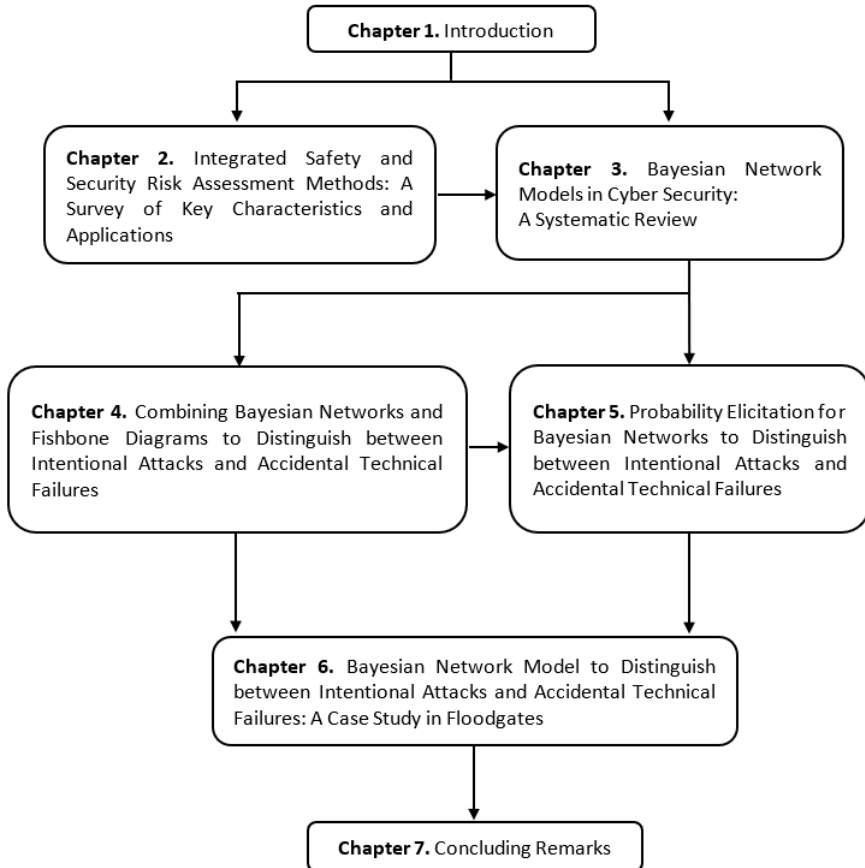 Chapter 1. Introduction
Chapter 2. Integrated Safety and
Security Risk Assessment Methods: A
Survey of Key Characteristics and
Applications
Chapter 3. Bayesian Network
Models in Cyber Security:
A Systematic Review
Chapter 4. Combining Bayesian Networks and
Fishbone Diagrams to Distinguish between
Intentional Attacks and Accidental Technical
Failures
Chapter 5. Probability Elicitation for
Bayesian Networks to Distinguish
between Intentional Attacks and
Accidental Technical Failures
Chapter 6. Bayesian Network Model to Distinguish
between Intentional Attacks and Accidental Technical
Failures: A Case Study in Floodgates
Chapter 7. Concluding Remarks